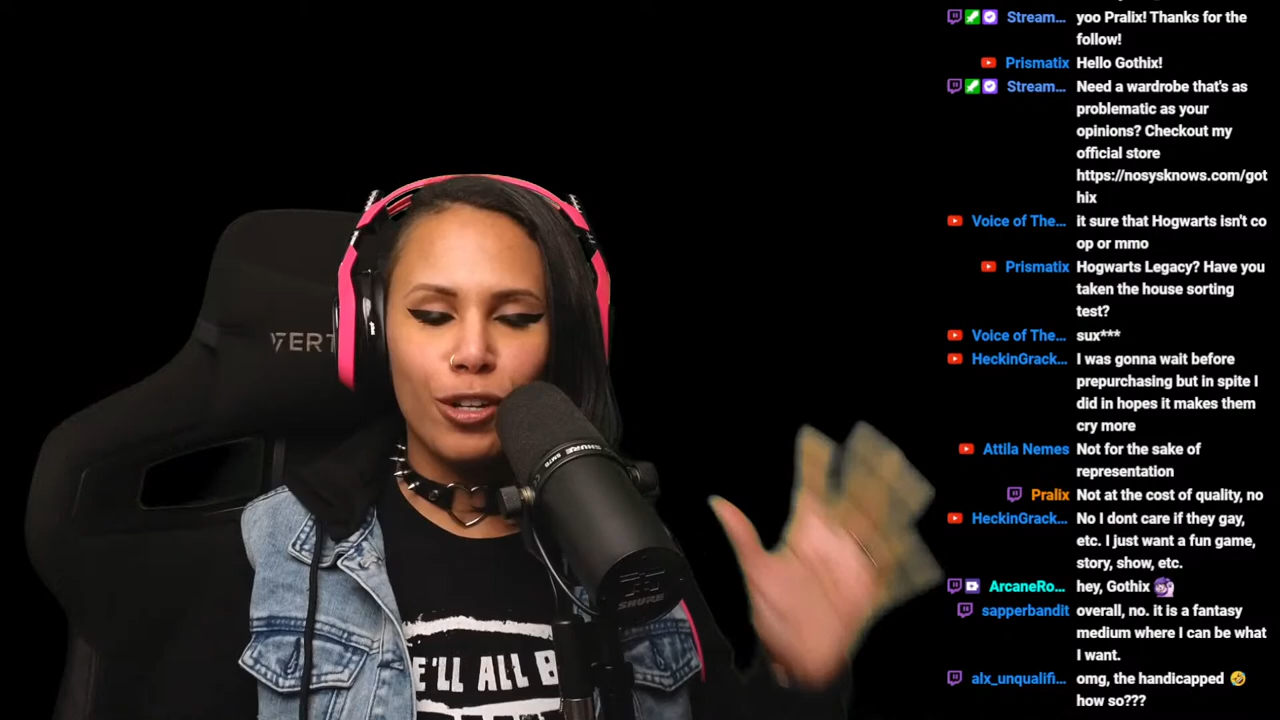 Stream… yoo Pralix! Thanks for the
follow!
Prismatix Hello Gothix!
Stream… Need a wardrobe that's as
problematic as your
opinions? Checkout my
official store
https://nosysknows.com/got
hix
Voice of The… it sure that Hogwarts isn't co
op or mmo
Prismatix Hogwarts Legacy? Have you
taken the house sorting
test?
Voice of The… sux***
HeckinGrack… I was gonna wait before
prepurchasing but in spite I
did in hopes it makes them
cry more
Attila Nemes Not for the sake of
representation
Pralix Not at the cost of quality, no
HeckinGrack… No I dont care if they gay,
etc. I just want a fun game,
story, show, etc.
ArcaneRo… hey, Gothix
sapperbandit overall, no. it is a fantasy
medium where I can be what
I want.
alx_unqualifi… omg, the handicapped 🤣
how so???
VERT
SHURE SM7B
SHURE
E'LL ALL B